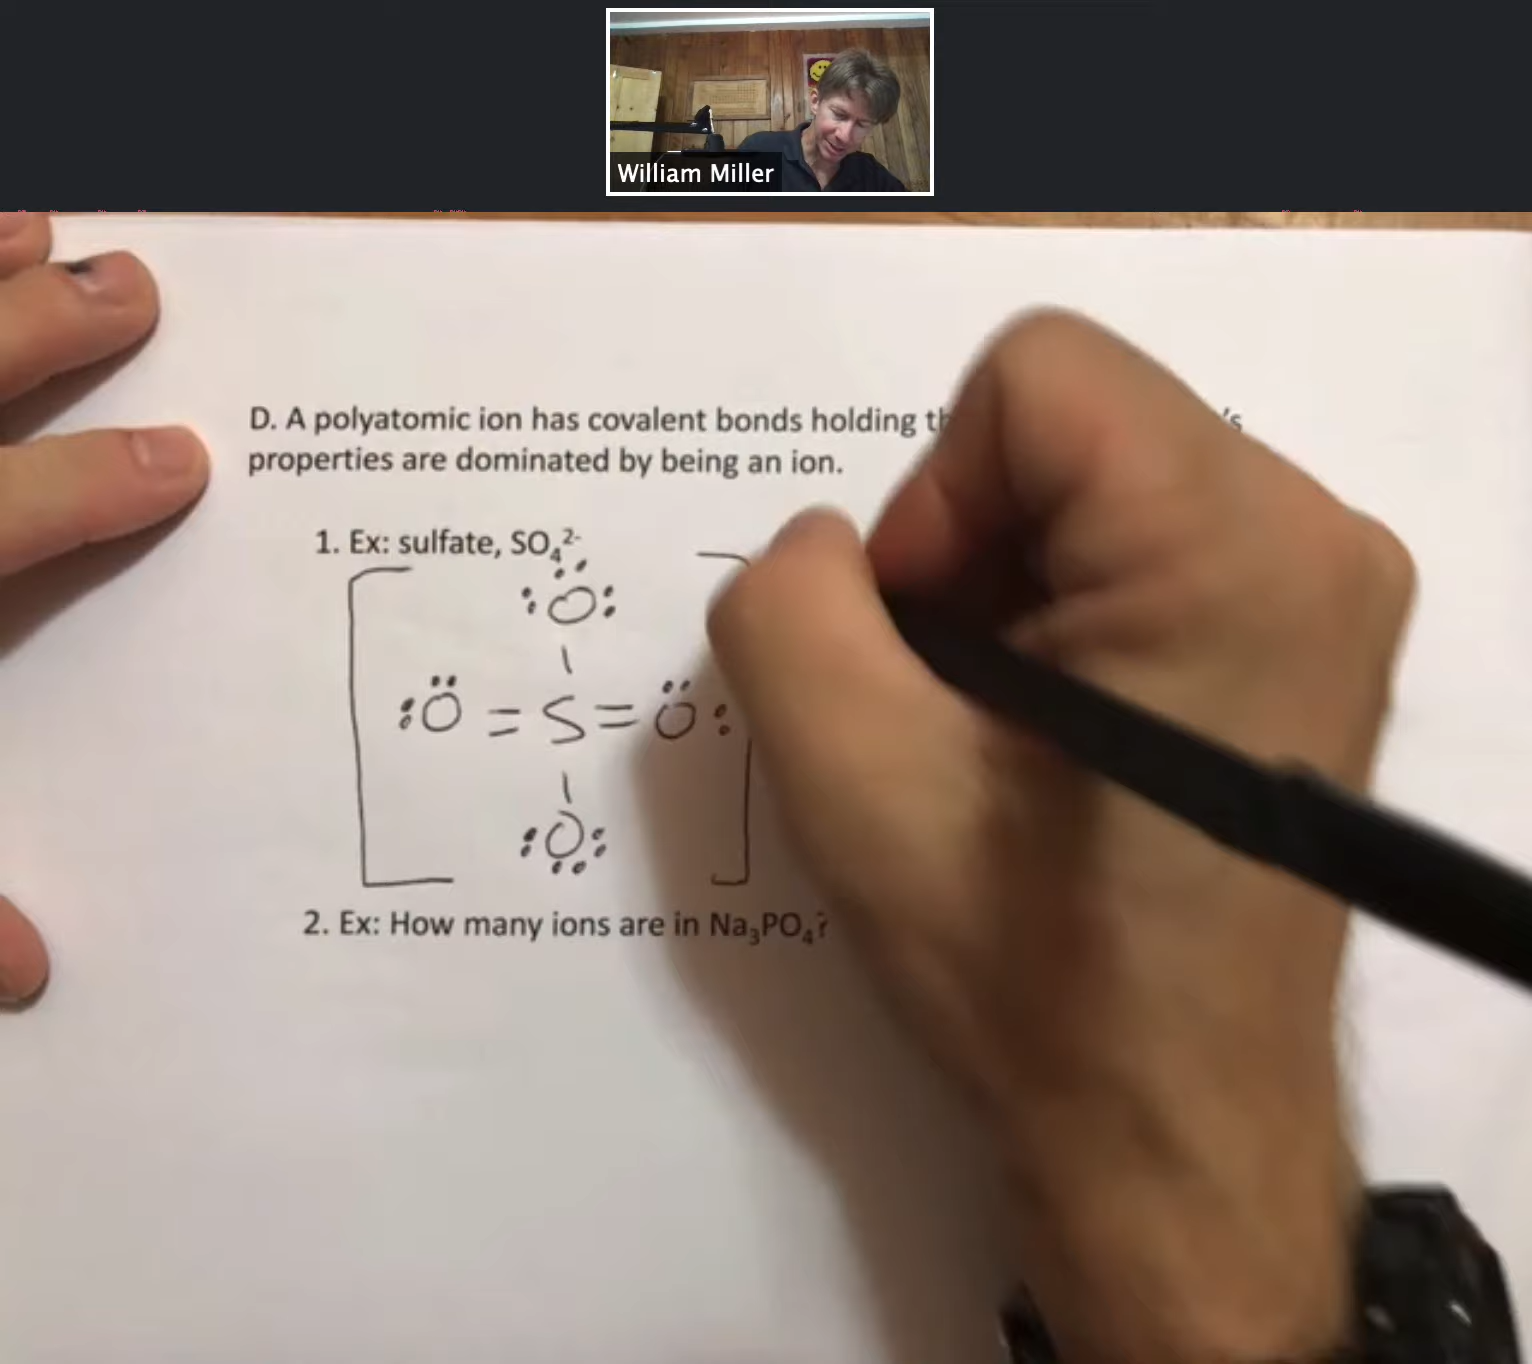 William Miller
D. A polyatomic ion has covalent bonds holding 's
properties are dominated by being an ion.
1. Ex: sulfate, SO₄²⁻
:Ö:
:Ö = S = Ö:
:O:
2. Ex: How many ions are in Na₃PO₄?